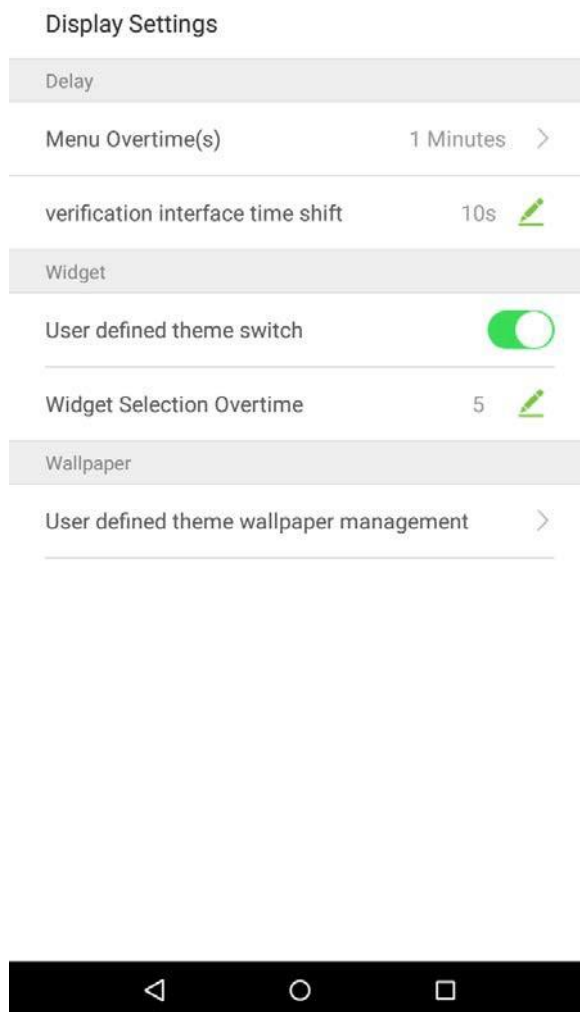 Display Settings
Delay
Menu Overtime(s) 1 Minutes
verification interface time shift 10s
Widget
User defined theme switch
Widget Selection Overtime 5
Wallpaper
User defined theme wallpaper management